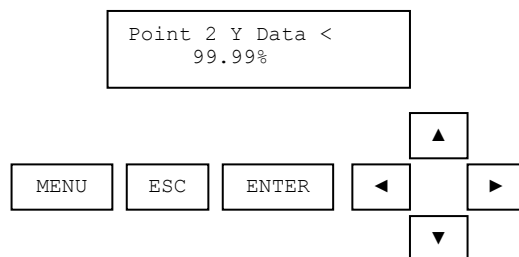 Point 2 Y Data <
99.99%
▲
MENU ESC ENTER ◄ ►
▼